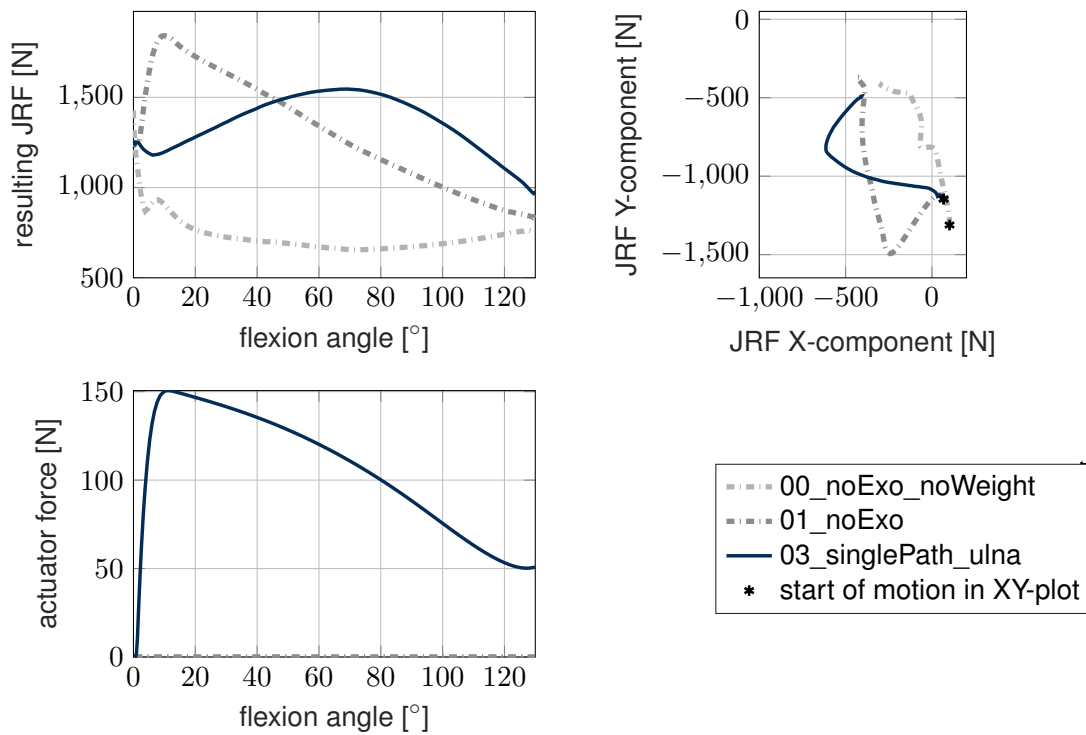 resulting JRF [N]
1,500
1,000
500
0 20 40 60 80 100 120
flexion angle [°]
JRF Y-component [N]
0
−500
−1,000
−1,500
−1,000 −500 0
JRF X-component [N]
actuator force [N]
150
100
50
0
0 20 40 60 80 100 120
flexion angle [°]
00_noExo_noWeight
01_noExo
03_singlePath_ulna
start of motion in XY-plot